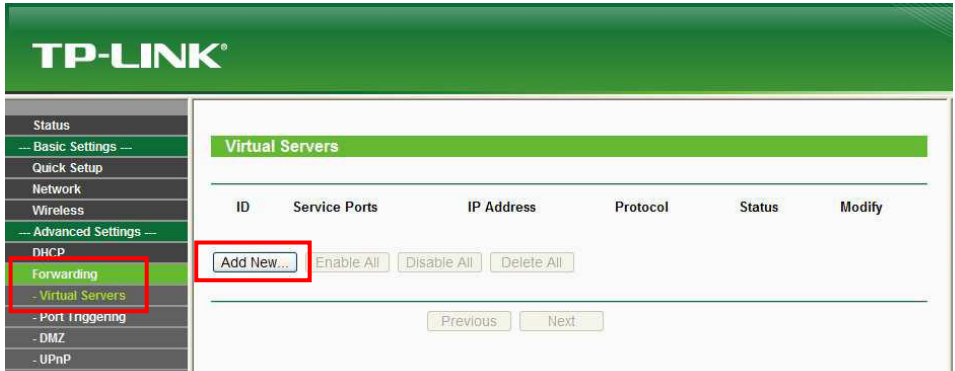 TP-LINK®
Status
--- Basic Settings ---
Quick Setup
Network
Wireless
--- Advanced Settings ---
DHCP
Forwarding
- Virtual Servers
- Port Triggering
- DMZ
- UPnP
Virtual Servers
ID Service Ports IP Address Protocol Status Modify
Add New... Enable All Disable All Delete All
Previous Next